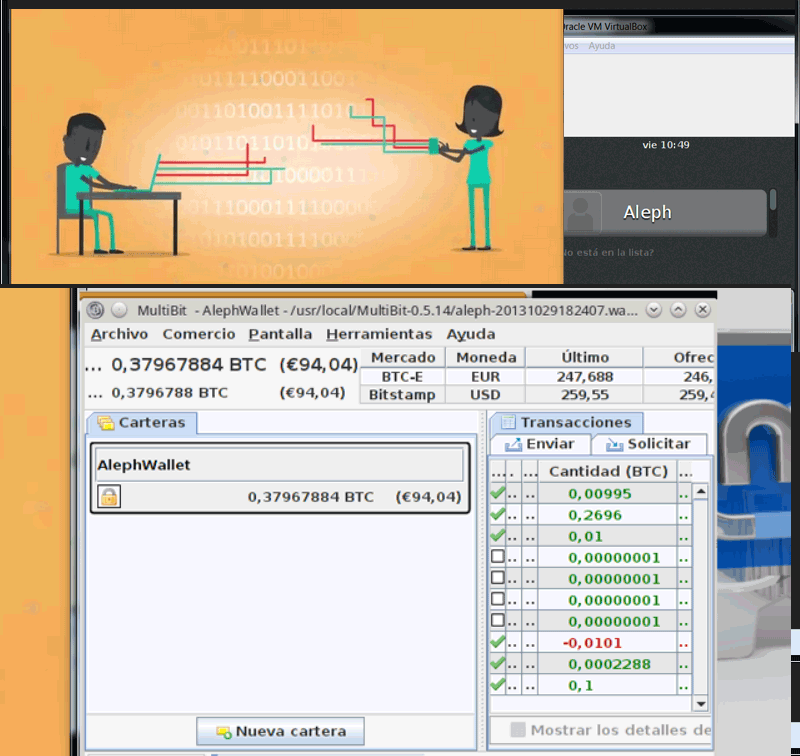 Oracle VM VirtualBox
Ayuda
vie 10:49
Aleph
No está en la lista?
MultiBit - AlephWallet - /usr/local/MultiBit-0.5.14/aleph-20131029182407.wa...
Archivo Comercio Pantalla Herramientas Ayuda
... 0,37967884 BTC (€94,04)
... 0,3796788 BTC (€94,04)
Mercado Moneda Último Ofrec
BTC-E EUR 247,688 246,
Bitstamp USD 259,55 259,4
Carteras
AlephWallet
0,37967884 BTC (€94,04)
Nueva cartera
Transacciones
Enviar Solicitar
... . ... Cantidad (BTC) ...
.. .. 0,00995 ..
.. .. 0,2696 ..
.. .. 0,01 ..
.. .. 0,00000001 ..
.. .. 0,00000001 ..
.. .. 0,00000001 ..
.. .. 0,00000001 ..
.. .. -0,0101 ..
.. .. 0,0002288 ..
.. .. 0,1 ..
Mostrar los detalles de